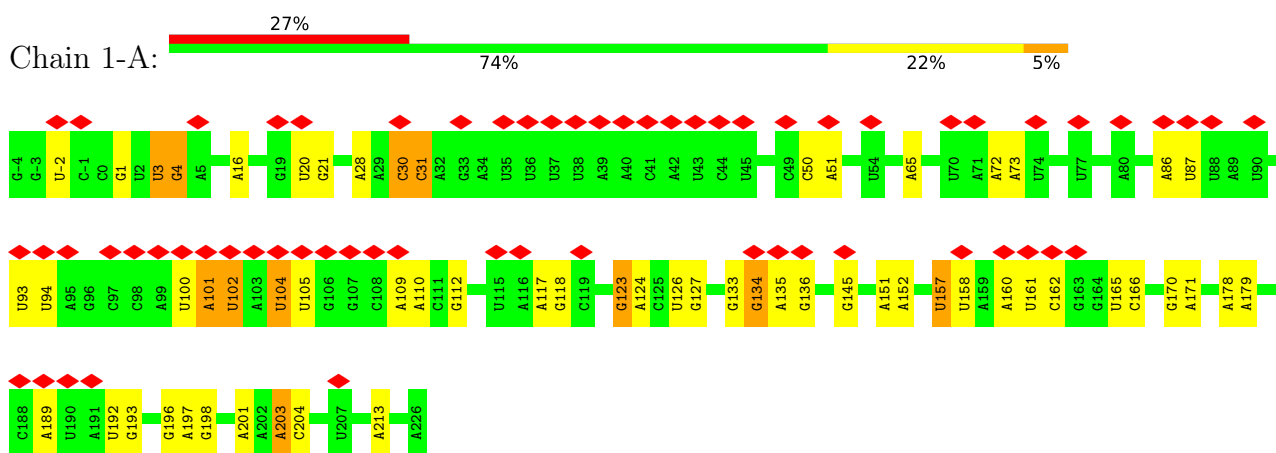 27%
Chain 1-A:
74% 22% 5%
G-4 G-3 U-2 C-1 C0 G1 U2 U3 G4 A5 A16 G19 U20 G21 A28 A29 C30 C31 A32 G33 A34 U35 U36 U37 U38 A39 A40 C41 A42 U43 C44 U45 C49 C50 A51 U54 A65 U70 A71 A72 A73 U74 U77 A80 A86 U87 U88 A89 U90
U93 U94 A95 G96 C97 C98 A99 U100 A101 U102 A103 U104 U105 G106 G107 C108 A109 A110 C111 G112 U115 A116 A117 G118 C119 G123 A124 C125 U126 G127 G133 G134 A135 G136 G145 A151 A152 U157 U158 A159 A160 U161 C162 G163 G164 U165 C166 G170 A171 A178 A179
C188 A189 U190 A191 U192 G193 G196 A197 G198 A201 A202 A203 C204 U207 A213 A226